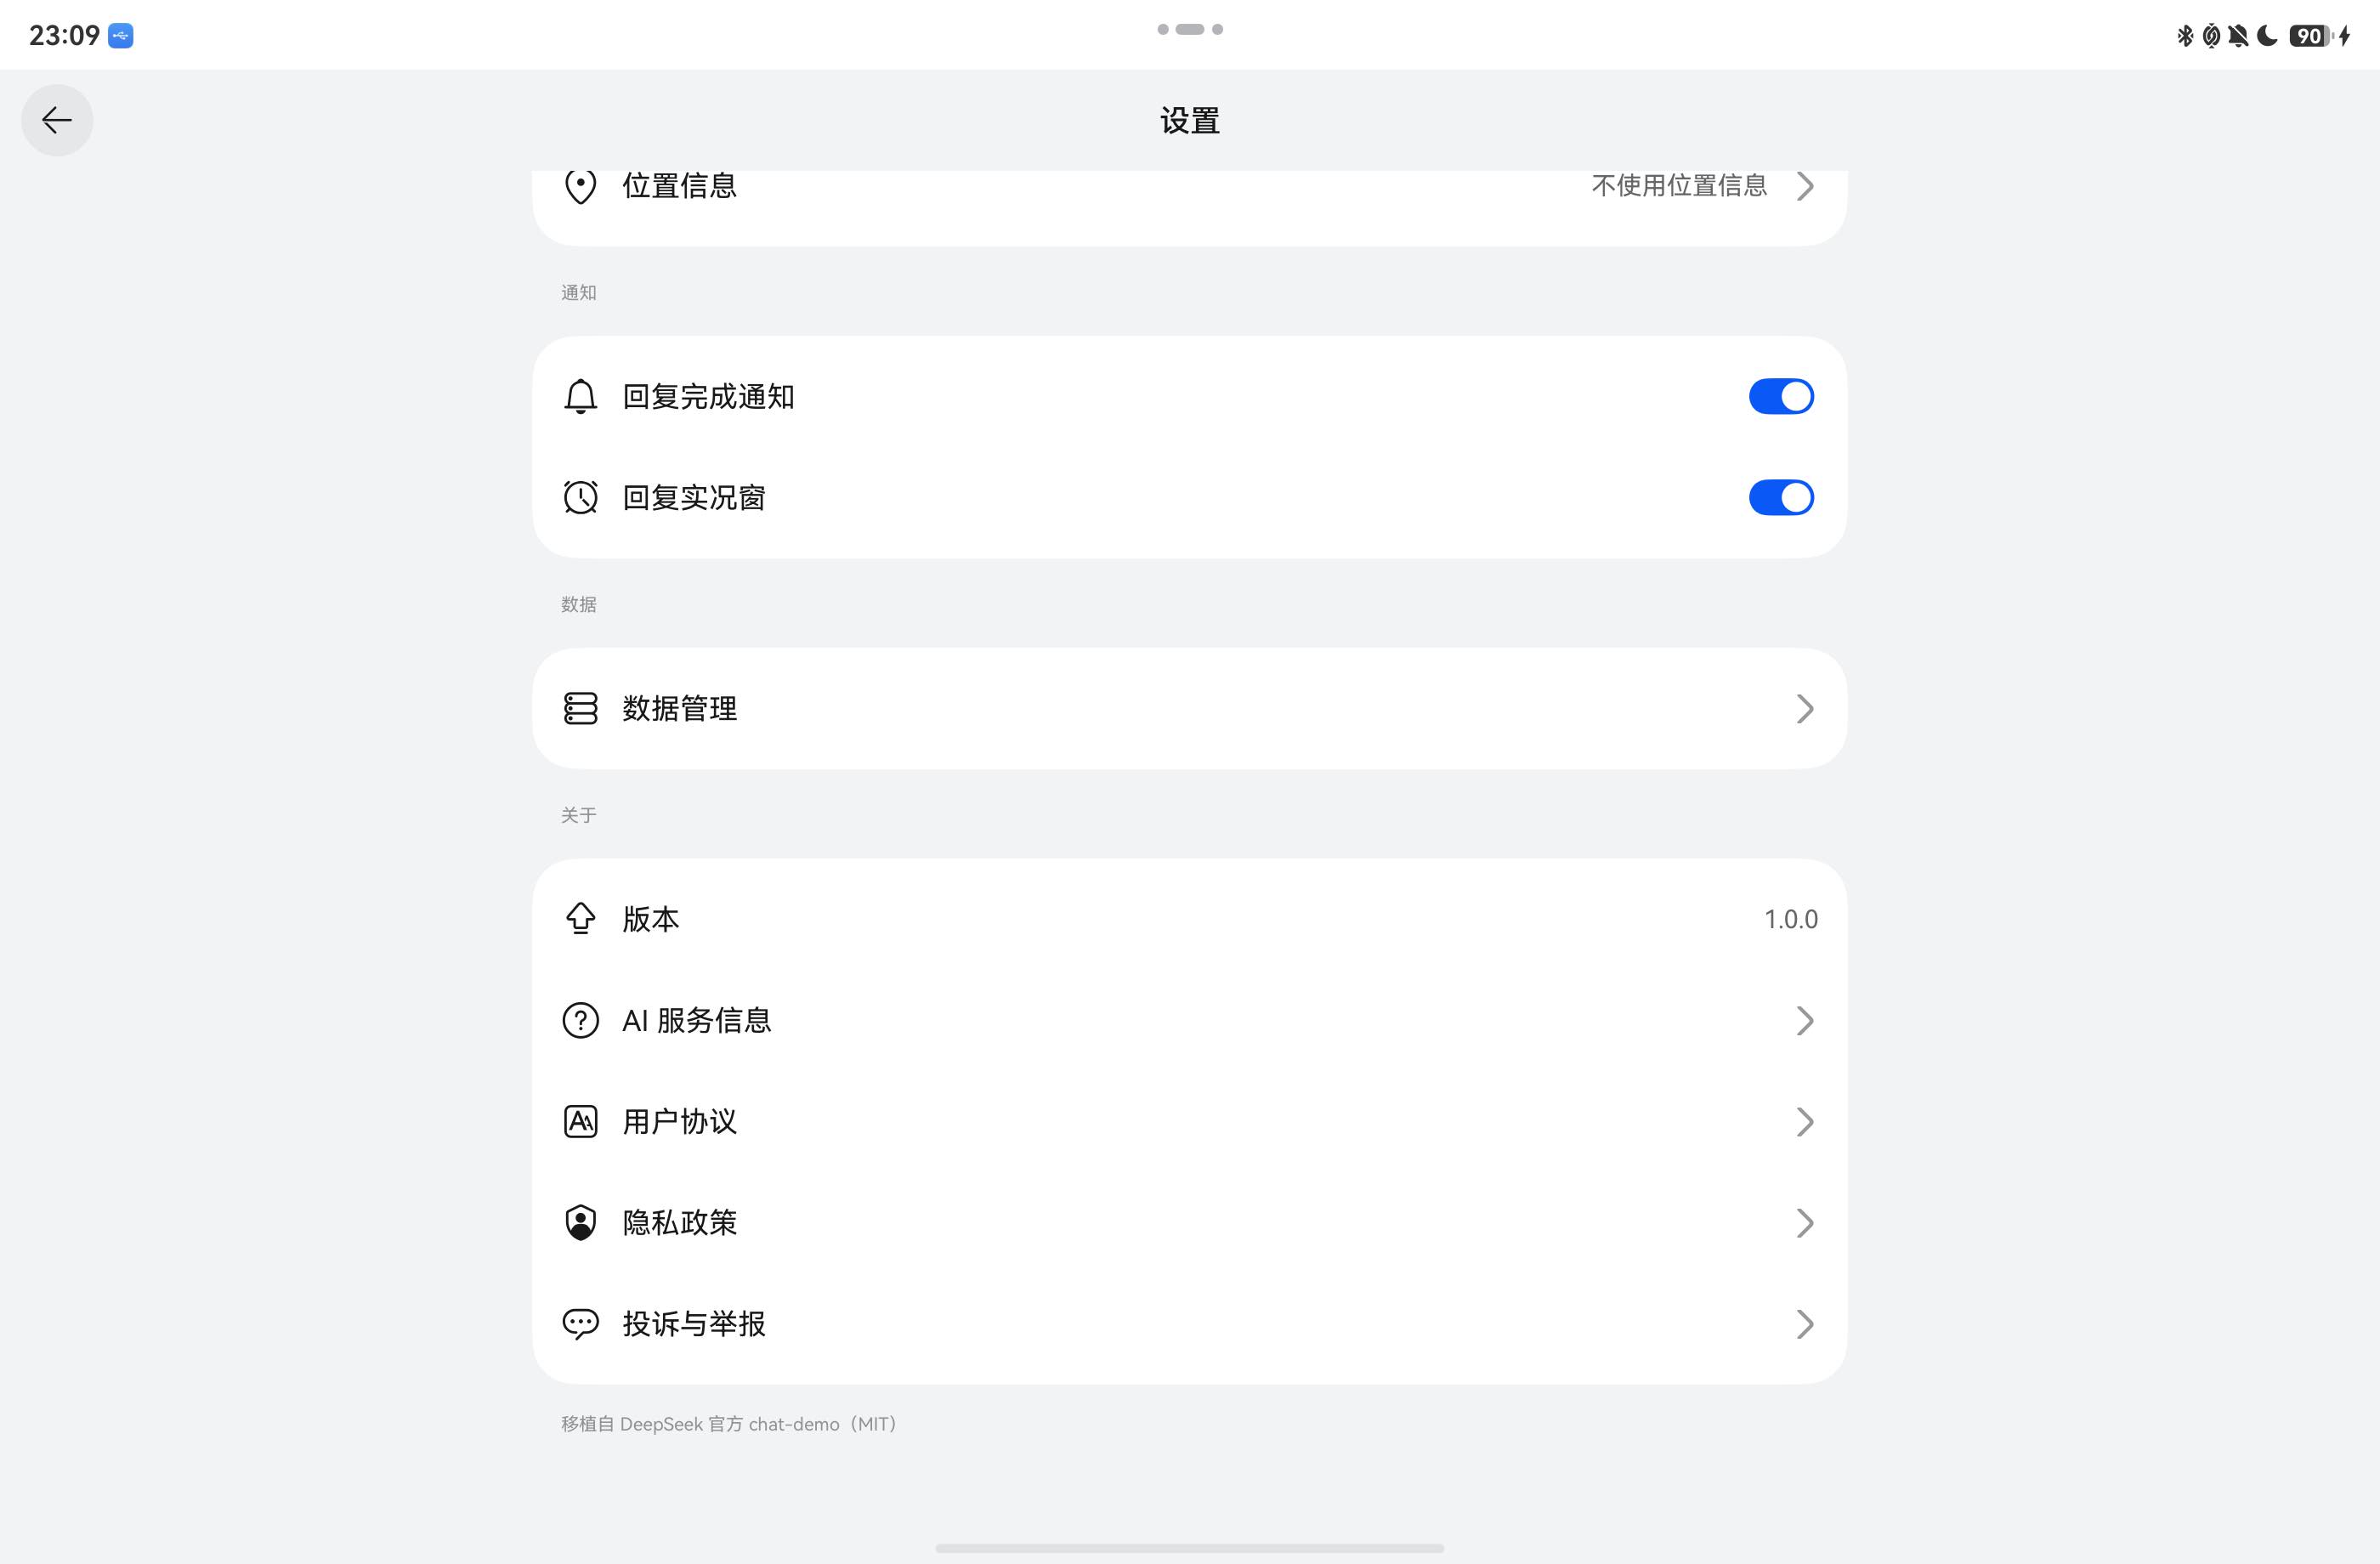 23:09
90
设置
位置信息 不使用位置信息
通知
回复完成通知
回复实况窗
数据
数据管理
关于
版本 1.0.0
AI 服务信息
用户协议
隐私政策
投诉与举报
移植自 DeepSeek 官方 chat-demo（MIT）